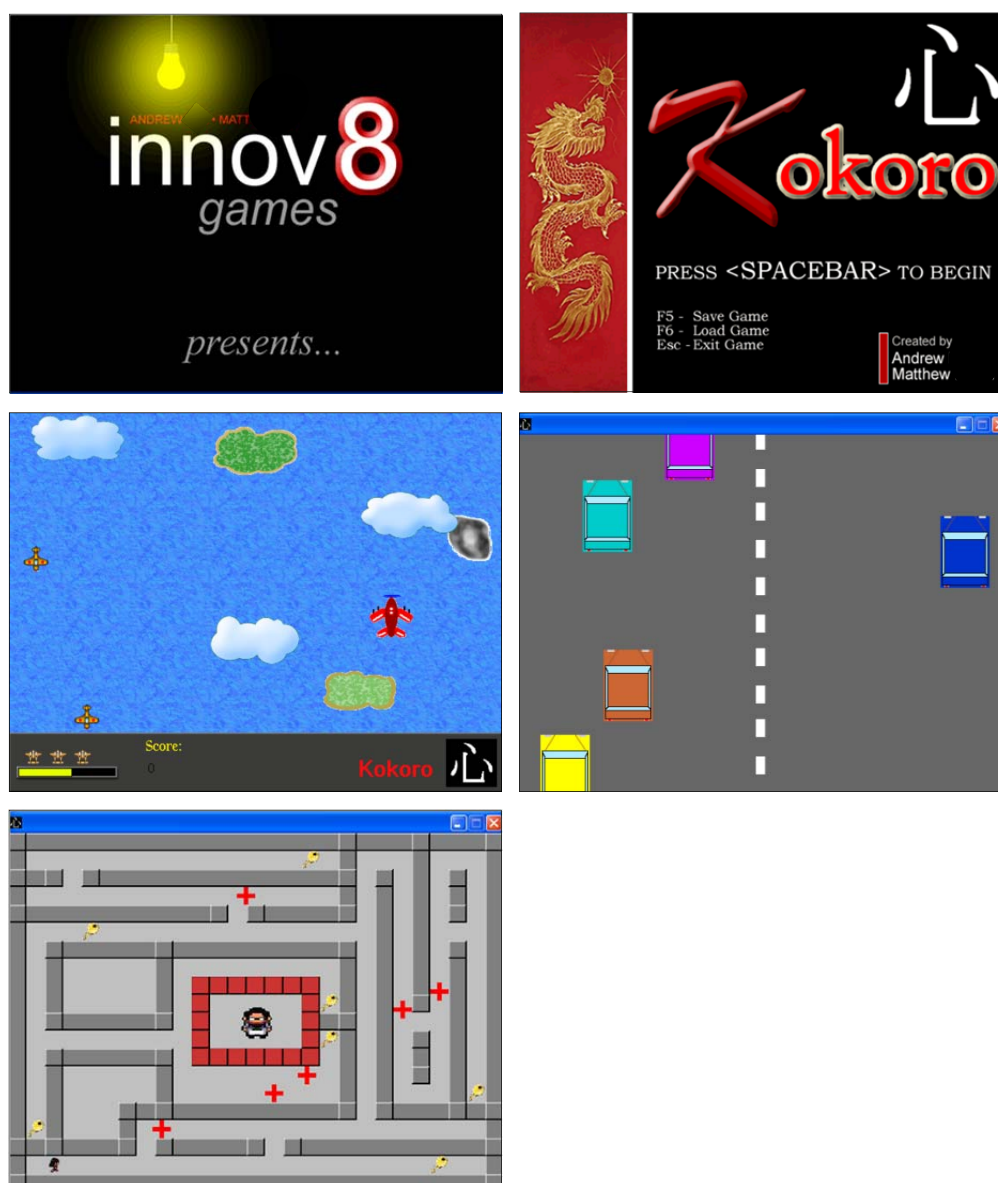 ANDREW • MATT
innov8
games
presents...
心
Kokoro
PRESS <SPACEBAR> TO BEGIN
F5 - Save Game
F6 - Load Game
Esc -Exit Game
Created by
Andrew
Matthew
Score:
0
Kokoro 心